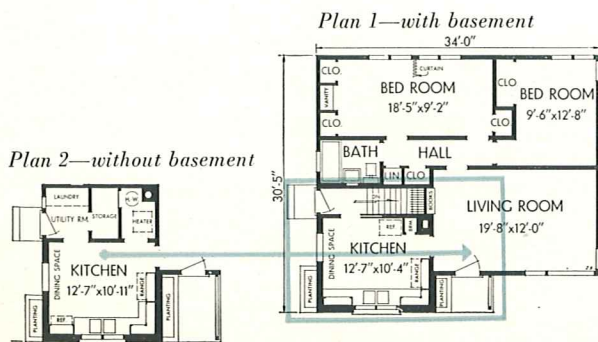 Plan 1—with basement
34'-0"
CLO.
CURTAIN
CLO.
VANITY
BED ROOM
18'-5"x9'-2"
BED ROOM
9'-6"x12'-8"
CLO.
CLO.
BATH
HALL
LIN
CLO.
30'-5"
BOOKS
LIVING ROOM
19'-8"x12'-0"
REF.
BRM
DINING SPACE
KITCHEN
12'-7"x10'-4"
RANGE
PLANTING
PLANTING
Plan 2—without basement
LAUNDRY
UTILITY RM.
STORAGE
H.W.
HEATER
DINING SPACE
KITCHEN
12'-7"x10'-11"
RANGE
PLANTING
REF.
PLANTING